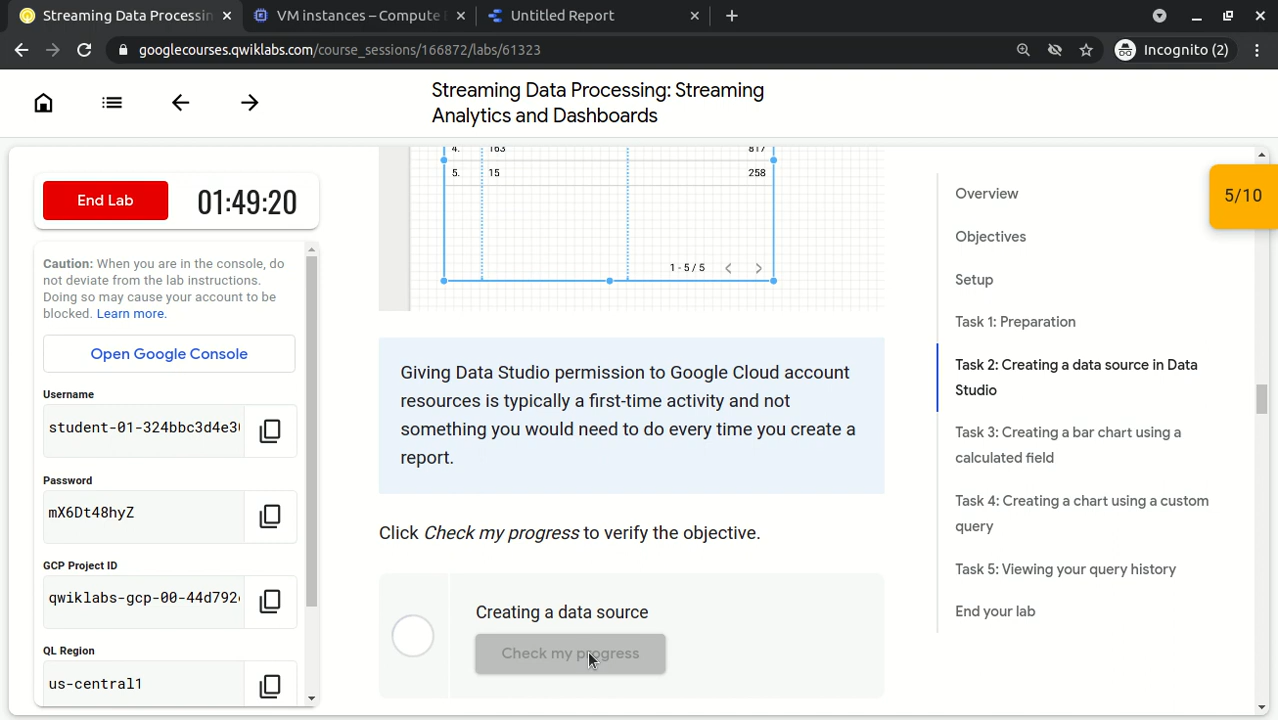 Streaming Data Processin
VM instances – Compute E
Untitled Report
googlecourses.qwiklabs.com/course_sessions/166872/labs/61323
Incognito (2)
Streaming Data Processing: Streaming
Analytics and Dashboards
End Lab
01:49:20
Caution: When you are in the console, do
not deviate from the lab instructions.
Doing so may cause your account to be
blocked. Learn more.
Open Google Console
Username
student-01-324bbc3d4e3
Password
mX6Dt48hyZ
GCP Project ID
qwiklabs-gcp-00-44d792
QL Region
us-central1
4. 163 817
5. 15 258
1 - 5 / 5
Giving Data Studio permission to Google Cloud account
resources is typically a first-time activity and not
something you would need to do every time you create a
report.
Click Check my progress to verify the objective.
Creating a data source
Check my progress
Overview
Objectives
Setup
Task 1: Preparation
Task 2: Creating a data source in Data
Studio
Task 3: Creating a bar chart using a
calculated field
Task 4: Creating a chart using a custom
query
Task 5: Viewing your query history
End your lab
5/10